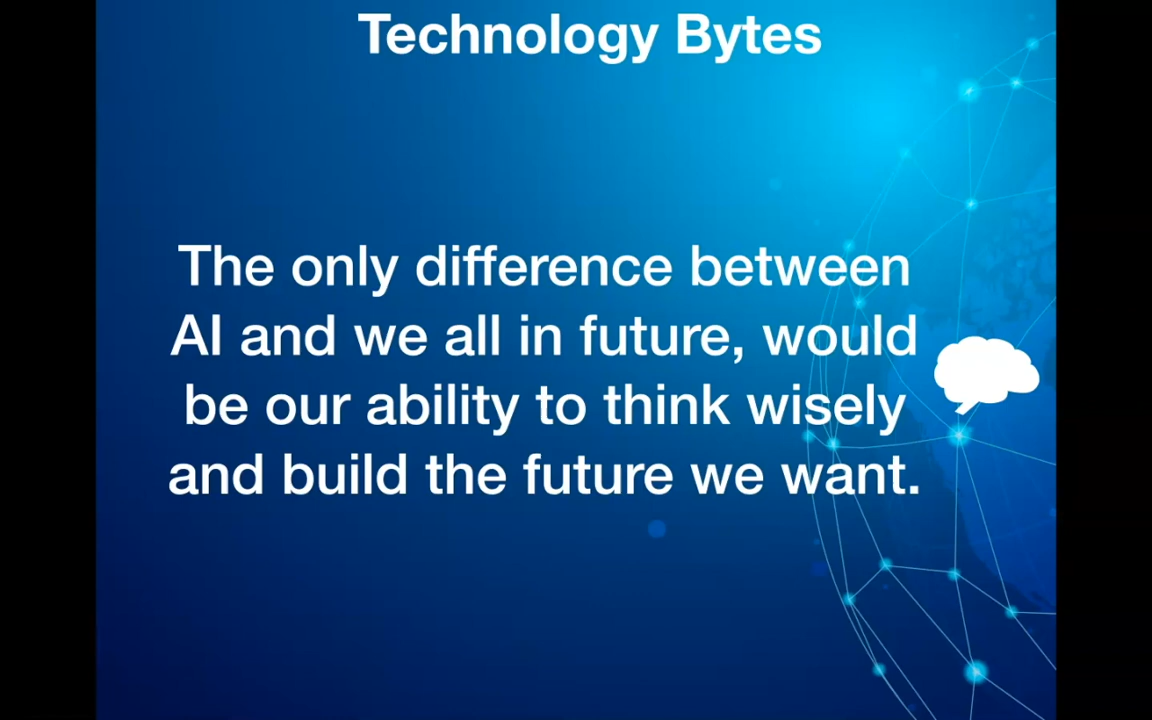 Technology Bytes
The only difference between
AI and we all in future, would
be our ability to think wisely
and build the future we want.